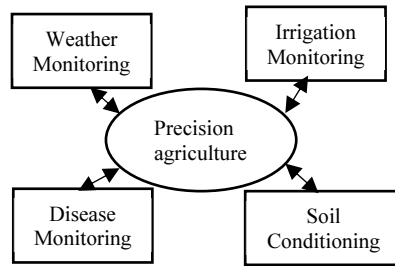 Weather
Monitoring
Irrigation
Monitoring
Precision
agriculture
Disease
Monitoring
Soil
Conditioning